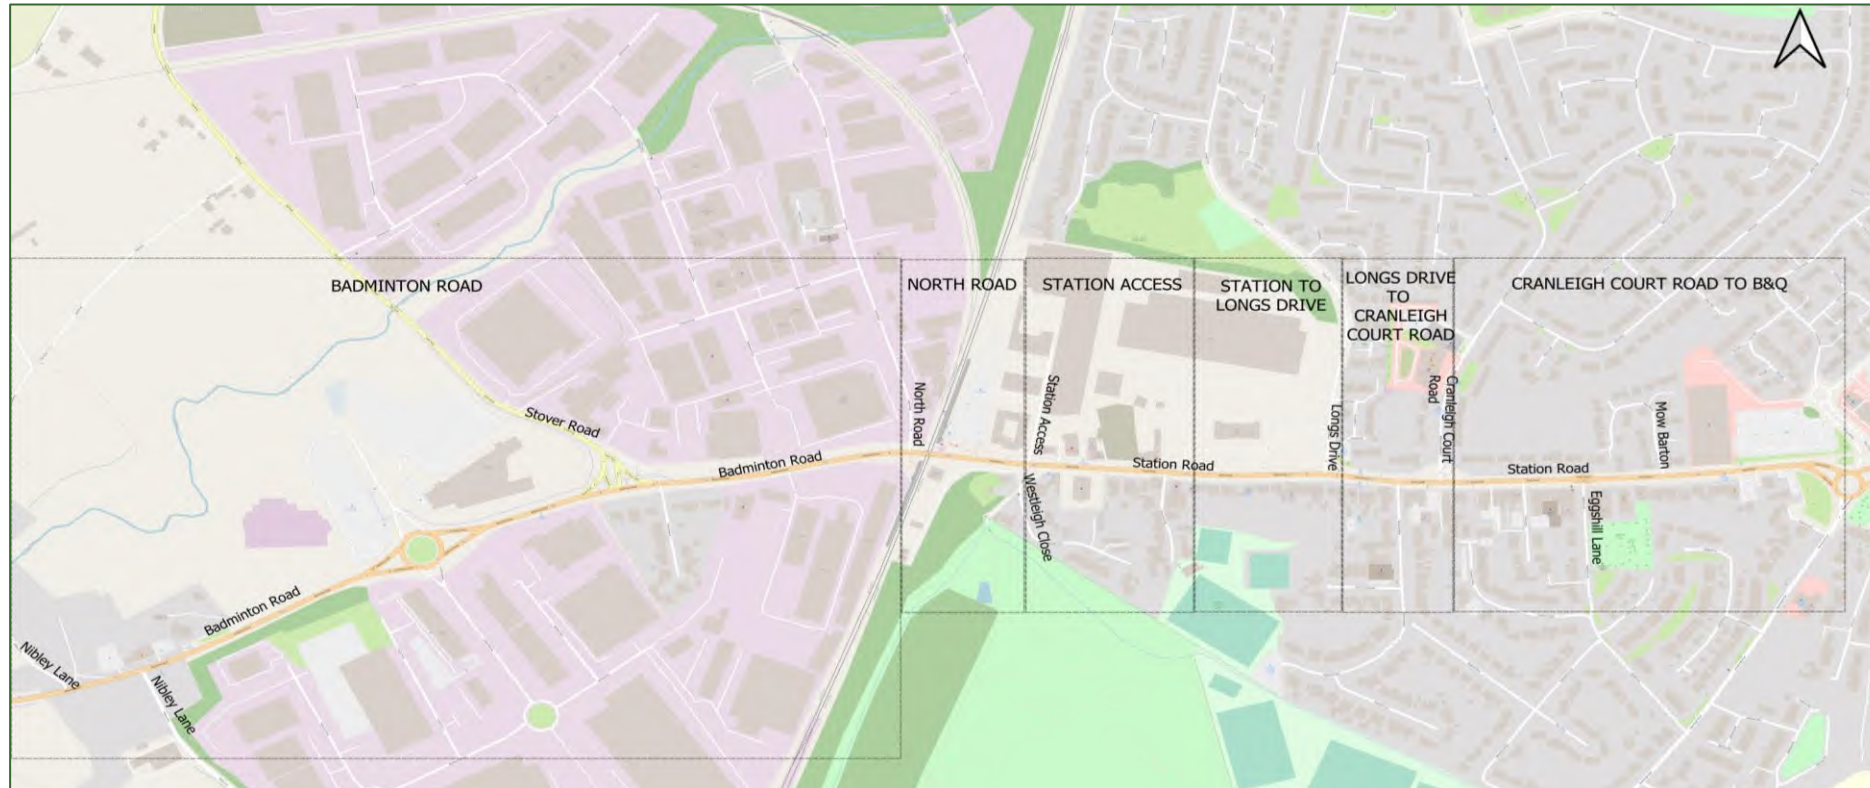 BADMINTON ROAD
NORTH ROAD
STATION ACCESS
STATION TO
LONGS DRIVE
LONGS DRIVE
TO
CRANLEIGH
COURT ROAD
CRANLEIGH COURT ROAD TO B&Q
Stover Road
North Road
Station Access
Longs Drive
Cranleigh Court
Road
Mow Barton
Badminton Road
Station Road
Station Road
Westleigh Close
Eggshill Lane
Badminton Road
Nibley Lane
Nibley Lane